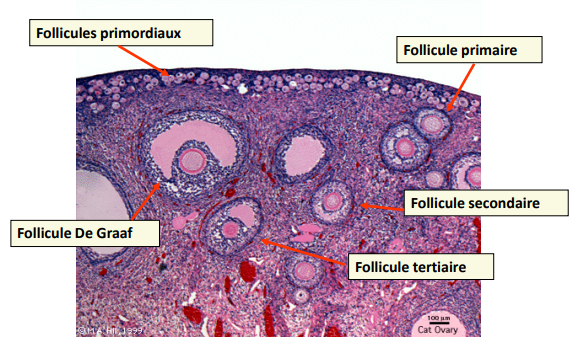 Follicules primordiaux
Follicule primaire
Follicule secondaire
Follicule De Graaf
Follicule tertiaire
100 µm
Cat Ovary